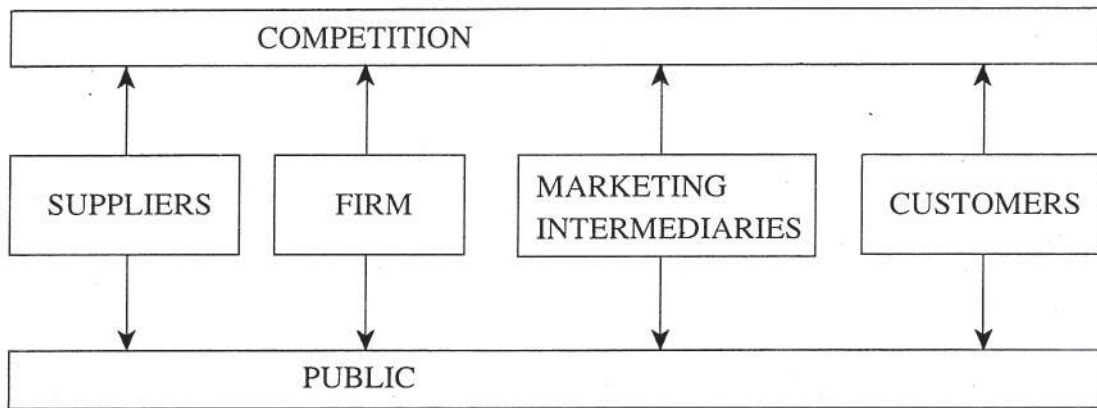 COMPETITION
SUPPLIERS
FIRM
MARKETING
INTERMEDIARIES
CUSTOMERS
PUBLIC